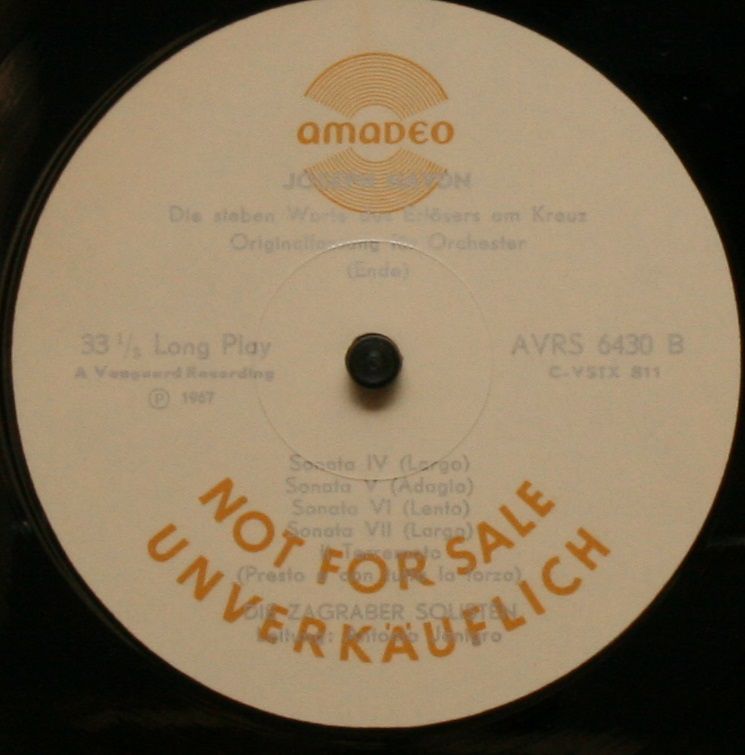 amadeo
JOSEPH HAYDN
Die sieben Worte des Erlösers am Kreuz
Originalfassung für Orchester
(Ende)
33 1/3 Long Play
A Vanguard Recording
Ⓟ 1967
AVRS 6430 B
C-VSTX 811
Sonata IV (Largo)
Sonata V (Adagio)
Sonata VI (Lento)
Sonata VII (Largo)
Il Terremoto
(Presto e con tutta la forza)
DIE ZAGRABER SOLISTEN
Leitung: Antonio Janigro
NOT FOR SALE
UNVERKÄUFLICH